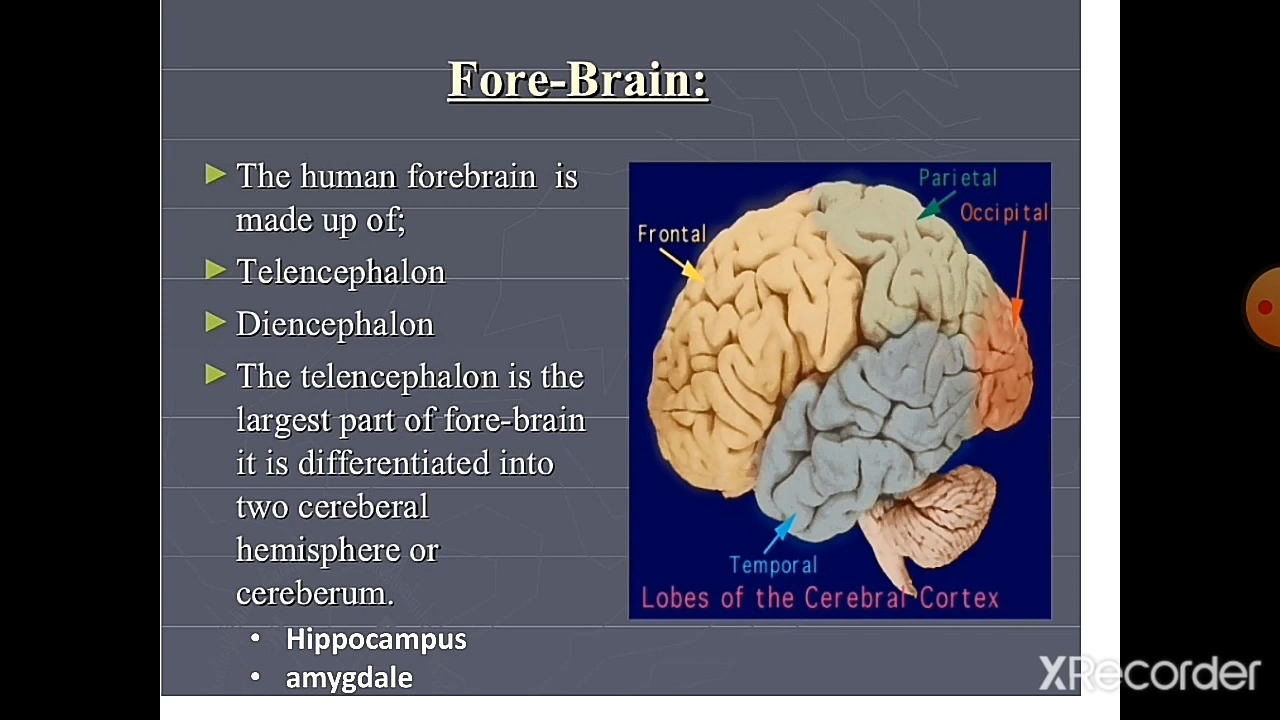 Fore-Brain:
The human forebrain is
made up of;
Telencephalon
Diencephalon
The telencephalon is the
largest part of fore-brain
it is differentiated into
two cereberal
hemisphere or
cereberum.
• Hippocampus
• amygdale
Parietal
Occipital
Frontal
Temporal
Lobes of the Cerebral Cortex
XRecorder